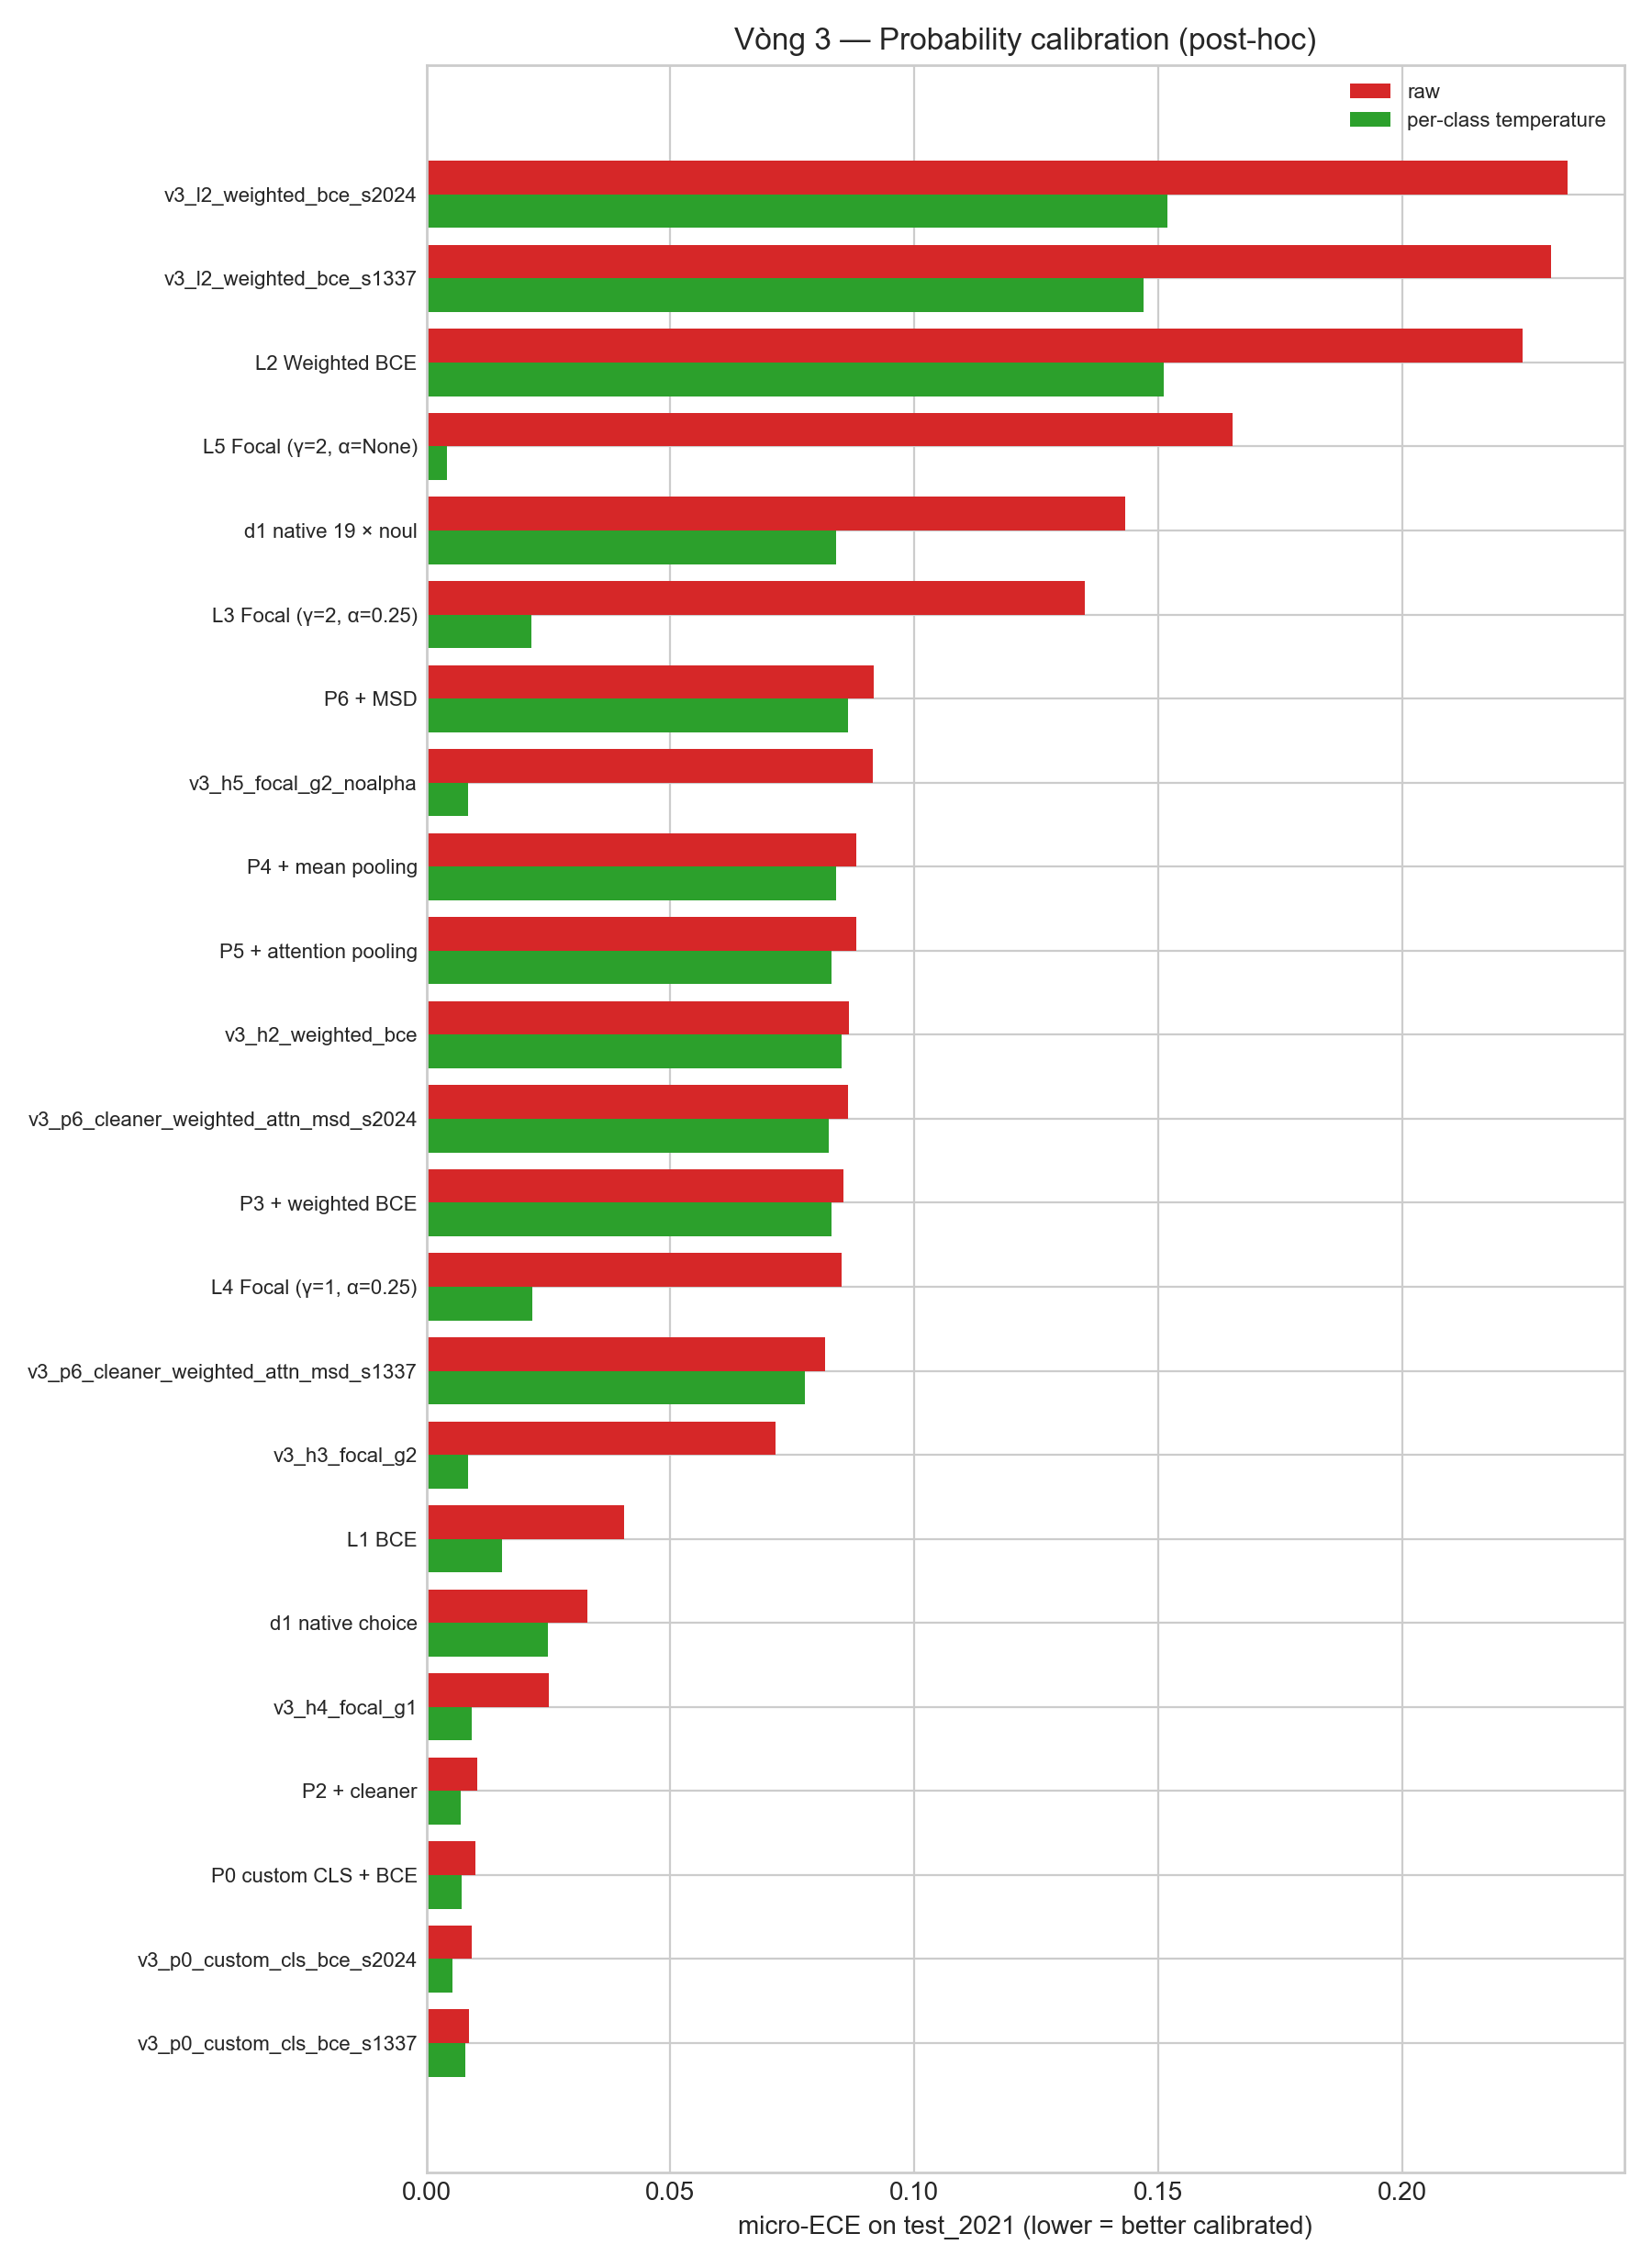 Vòng 3 — Probability calibration (post-hoc)
raw
per-class temperature
v3_l2_weighted_bce_s2024
v3_l2_weighted_bce_s1337
L2 Weighted BCE
L5 Focal (γ=2, α=None)
d1 native 19 × noul
L3 Focal (γ=2, α=0.25)
P6 + MSD
v3_h5_focal_g2_noalpha
P4 + mean pooling
P5 + attention pooling
v3_h2_weighted_bce
v3_p6_cleaner_weighted_attn_msd_s2024
P3 + weighted BCE
L4 Focal (γ=1, α=0.25)
v3_p6_cleaner_weighted_attn_msd_s1337
v3_h3_focal_g2
L1 BCE
d1 native choice
v3_h4_focal_g1
P2 + cleaner
P0 custom CLS + BCE
v3_p0_custom_cls_bce_s2024
v3_p0_custom_cls_bce_s1337
0.00 0.05 0.10 0.15 0.20
micro-ECE on test_2021 (lower = better calibrated)